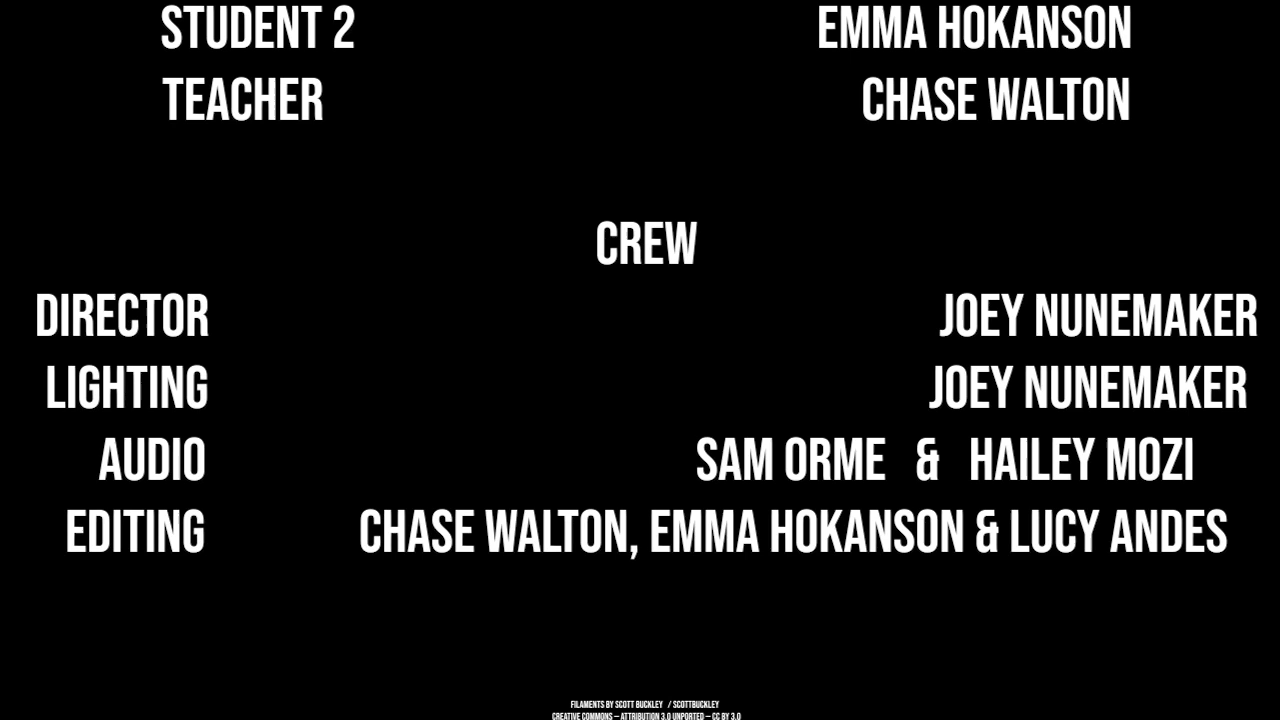 STUDENT 2 EMMA HOKANSON
TEACHER CHASE WALTON
CREW
DIRECTOR JOEY NUNEMAKER
LIGHTING JOEY NUNEMAKER
AUDIO SAM ORME & HAILEY MOZI
EDITING CHASE WALTON, EMMA HOKANSON & LUCY ANDES
FILAMENTS BY SCOTT BUCKLEY / SCOTTBUCKLEY
CREATIVE COMMONS – ATTRIBUTION 3.0 UNPORTED – CC BY 3.0